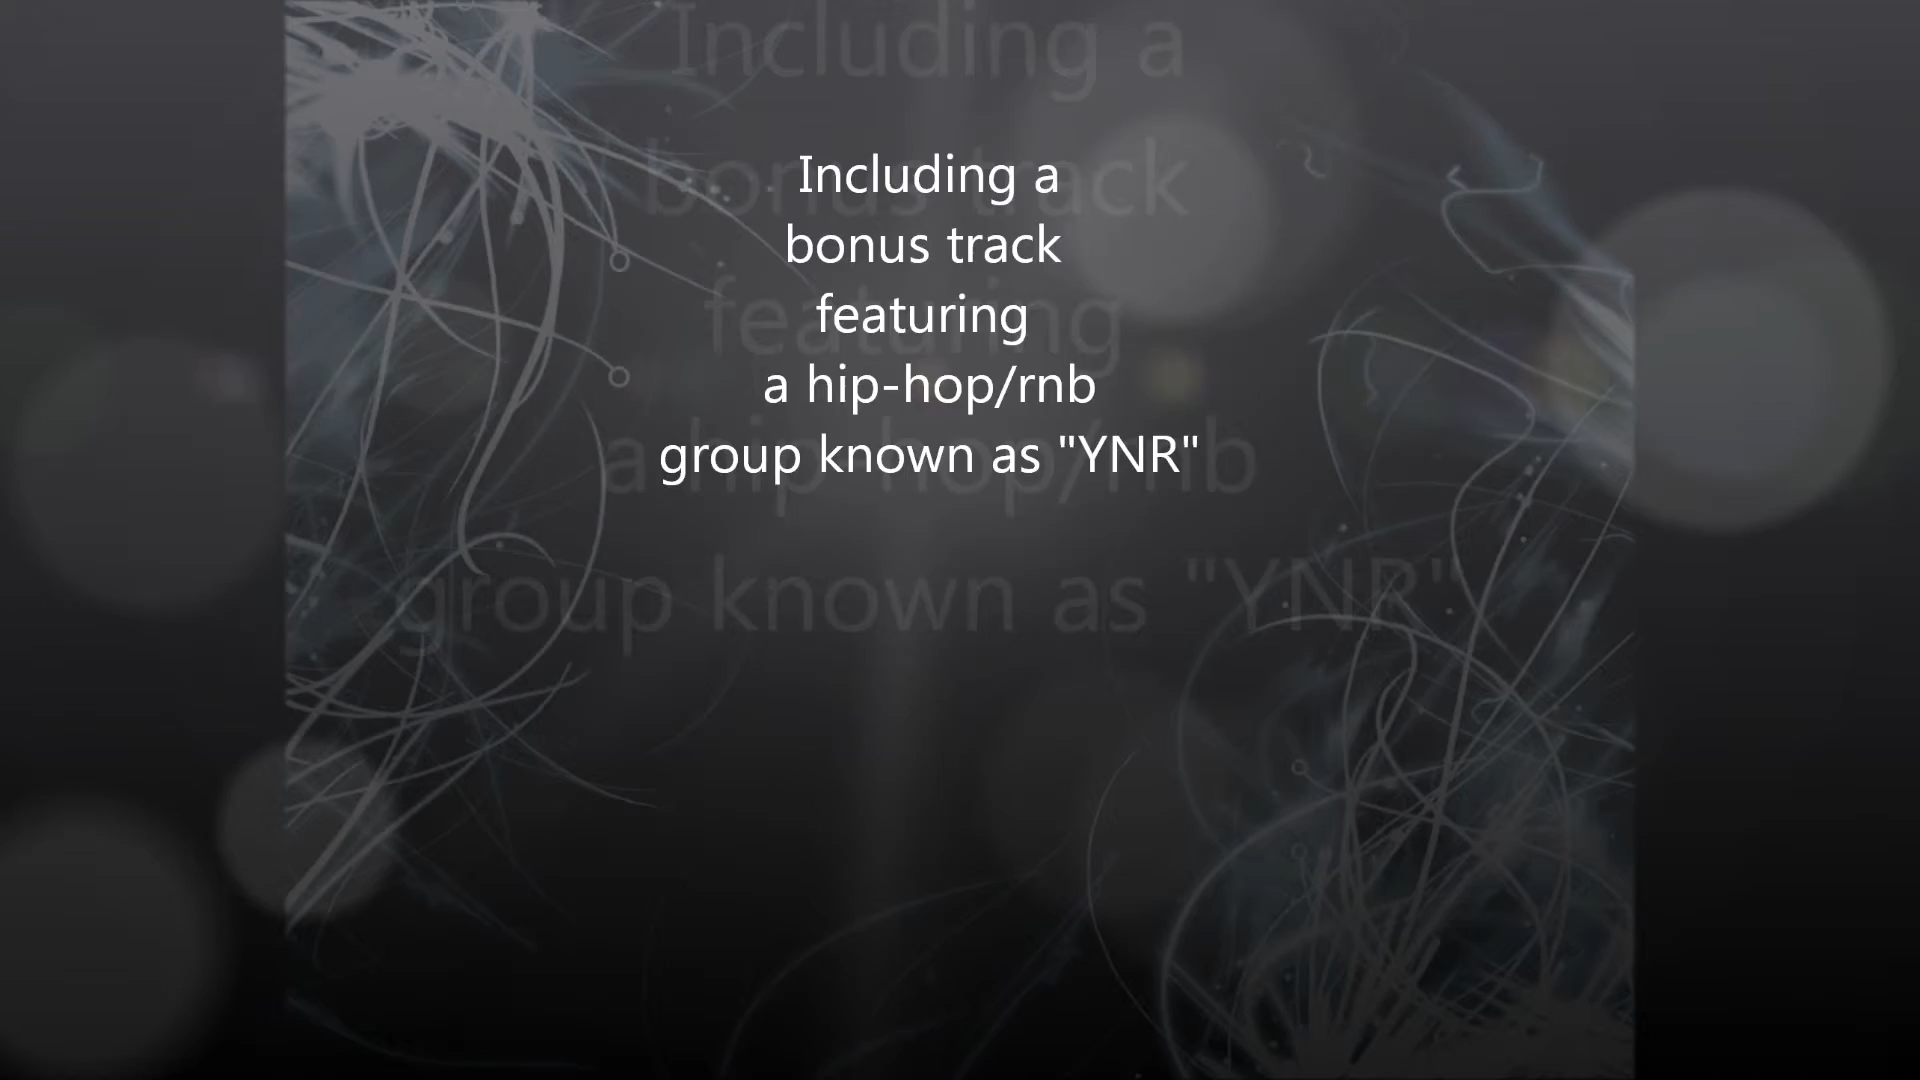 Including a
bonus track
featuring
a hip-hop/rnb
group known as "YNR"